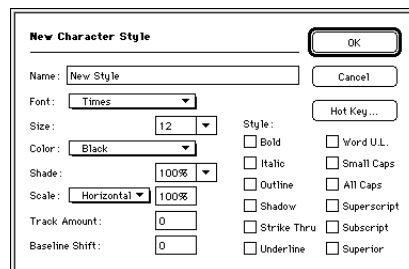 New Character Style
OK
Name: New Style
Cancel
Font: Times
Hot Key...
Size: 12
Style:
Color: Black
Bold
Word U.L.
Shade: 100%
Italic
Small Caps
Outline
All Caps
Scale: Horizontal 100%
Shadow
Superscript
Track Amount: 0
Strike Thru
Subscript
Baseline Shift: 0
Underline
Superior